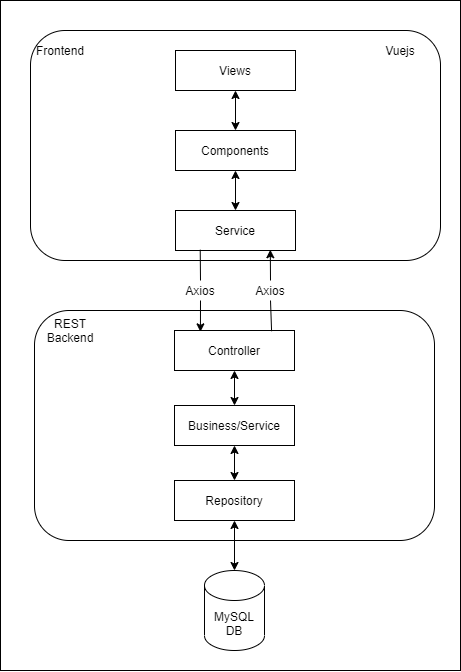 Frontend
Vuejs
Views
Components
Service
Axios
Axios
REST
Backend
Controller
Business/Service
Repository
MySQL
DB